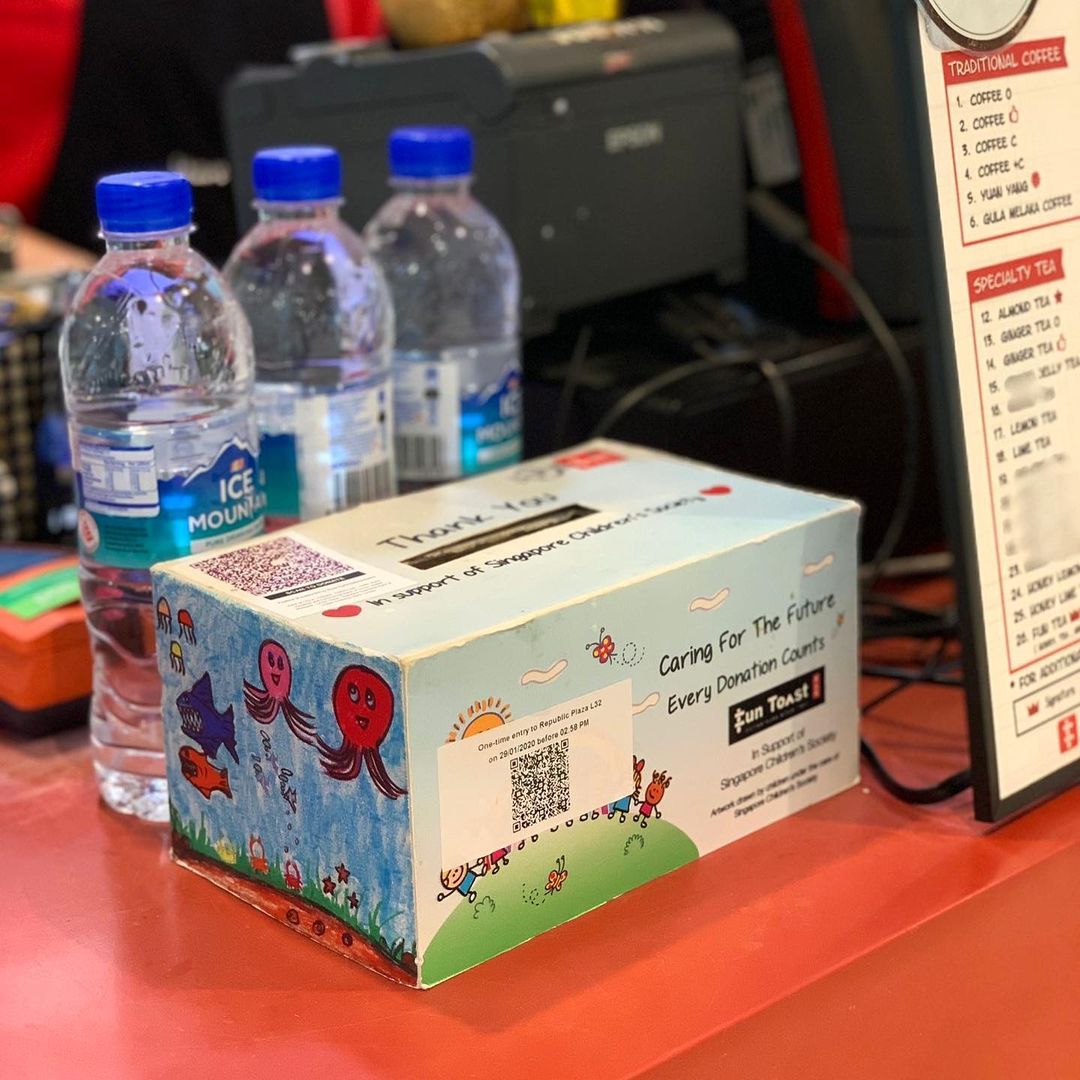 EPSON
ICE
MOUNTAIN
Thank You
In support of Singapore Children's Society
One-time entry to Republic Plaza L32
on 29/01/2020 before 02:58 PM
Caring For The Future
Every Donation Counts
Fun Toast
In Support of
Singapore Children's Society
Artwork drawn by children under the care of
Singapore Children's Society
TRADITIONAL COFFEE
1. COFFEE O
2. COFFEE
3. COFFEE C
4. COFFEE +C
5. YUAN YANG
6. GULA MELAKA COFFEE
SPECIALTY TEA
12. ALMOND TEA
13. GINGER TEA O
14. GINGER TEA
15. JELLY TEA
16.
17. LEMON TEA
18. LIME TEA
19.
23.
24. HONEY LEMON
25. HONEY LIME
26. FUN TEA
* FOR ADDITIONAL
Signature